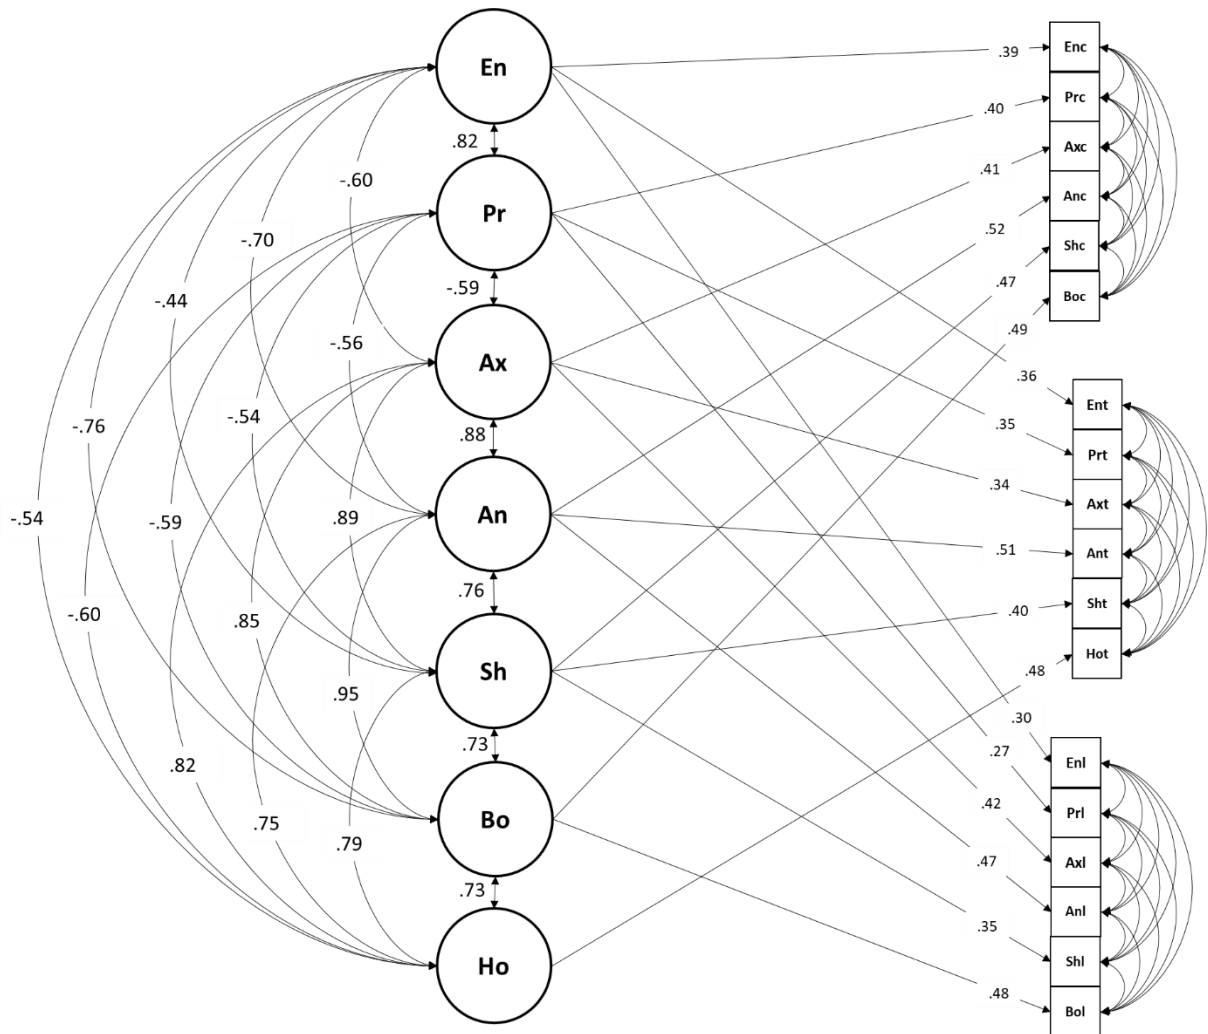 En
.82
-.60
Pr
-.70
-.59
-.44
-.56
Ax
-.54
.88
-.76
An
.89
-.59
-.54
.76
-.60
.85
Sh
.95
.73
.82
Bo
.75
.79
.73
Ho
.39
.40
.41
.52
.47
.49
.36
.35
.34
.51
.40
.48
.30
.27
.42
.47
.35
.48
Enc
Prc
Axc
Anc
Shc
Boc
Ent
Prt
Axt
Ant
Sht
Hot
Enl
Prl
Axl
Anl
Shl
Bol